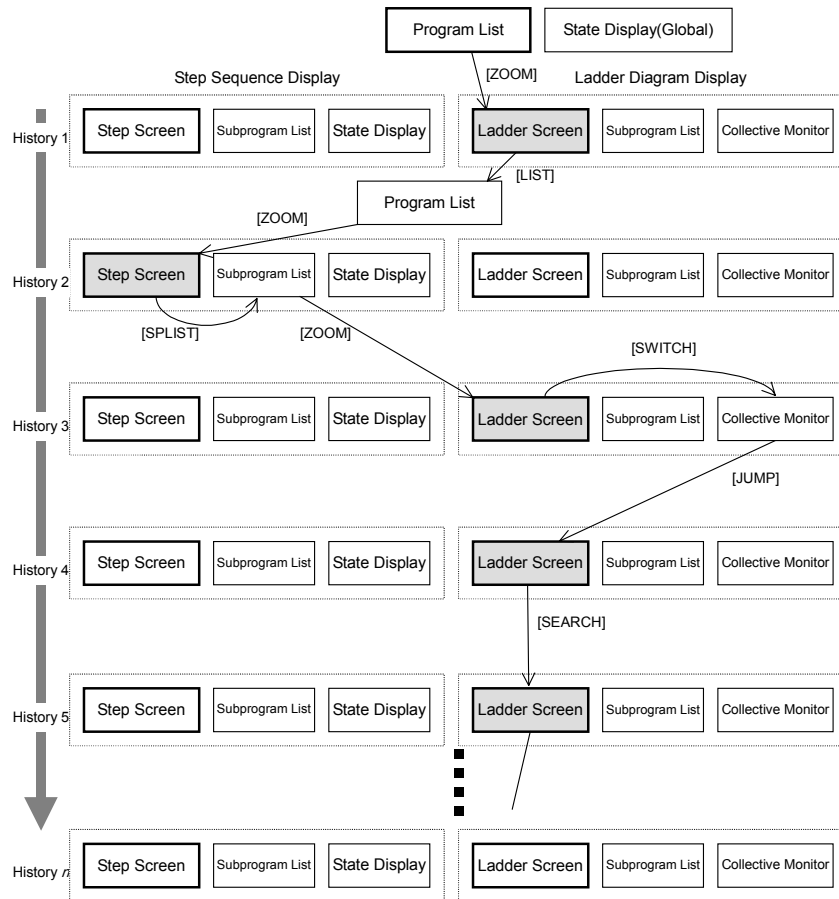 Program List
State Display(Global)
[ZOOM]
Step Sequence Display
Ladder Diagram Display
History 1
Step Screen
Subprogram List
State Display
Ladder Screen
Subprogram List
Collective Monitor
[LIST]
Program List
[ZOOM]
History 2
Step Screen
Subprogram List
State Display
Ladder Screen
Subprogram List
Collective Monitor
[SPLIST]
[ZOOM]
[SWITCH]
History 3
Step Screen
Subprogram List
State Display
Ladder Screen
Subprogram List
Collective Monitor
[JUMP]
History 4
Step Screen
Subprogram List
State Display
Ladder Screen
Subprogram List
Collective Monitor
[SEARCH]
History 5
Step Screen
Subprogram List
State Display
Ladder Screen
Subprogram List
Collective Monitor
History n
Step Screen
Subprogram List
State Display
Ladder Screen
Subprogram List
Collective Monitor